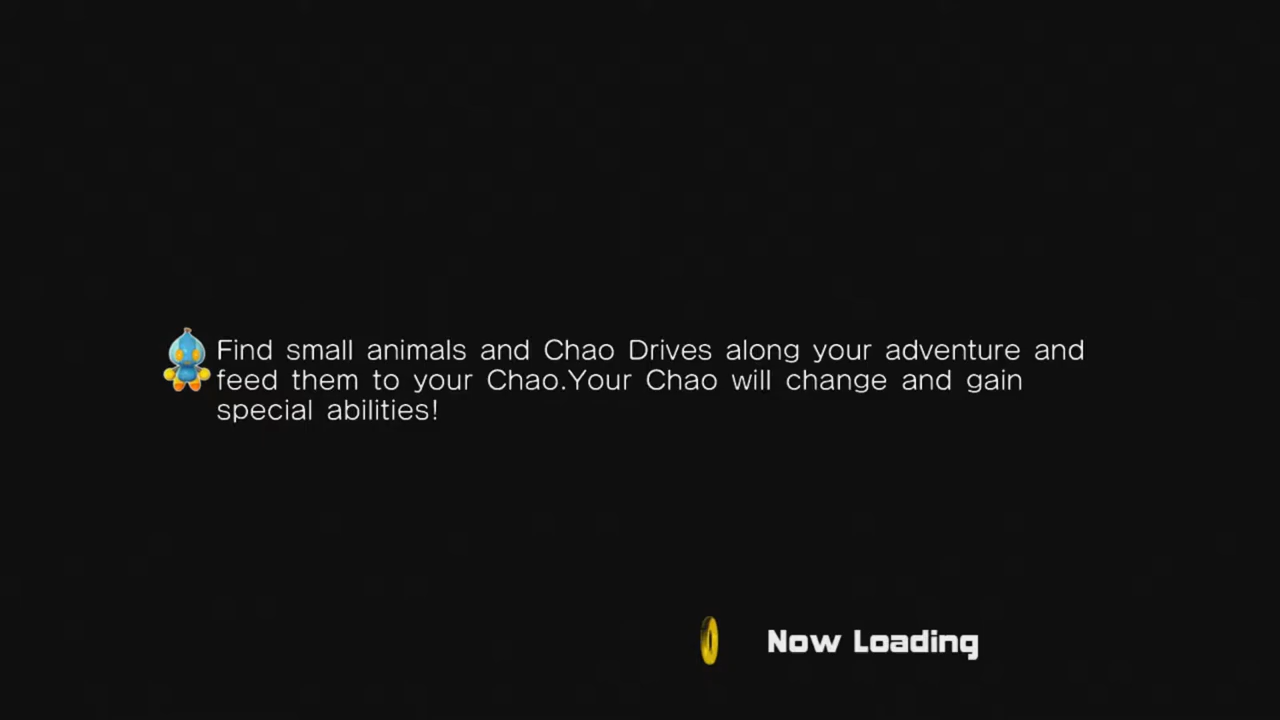 Find small animals and Chao Drives along your adventure and
feed them to your Chao.Your Chao will change and gain
special abilities!
Now Loading